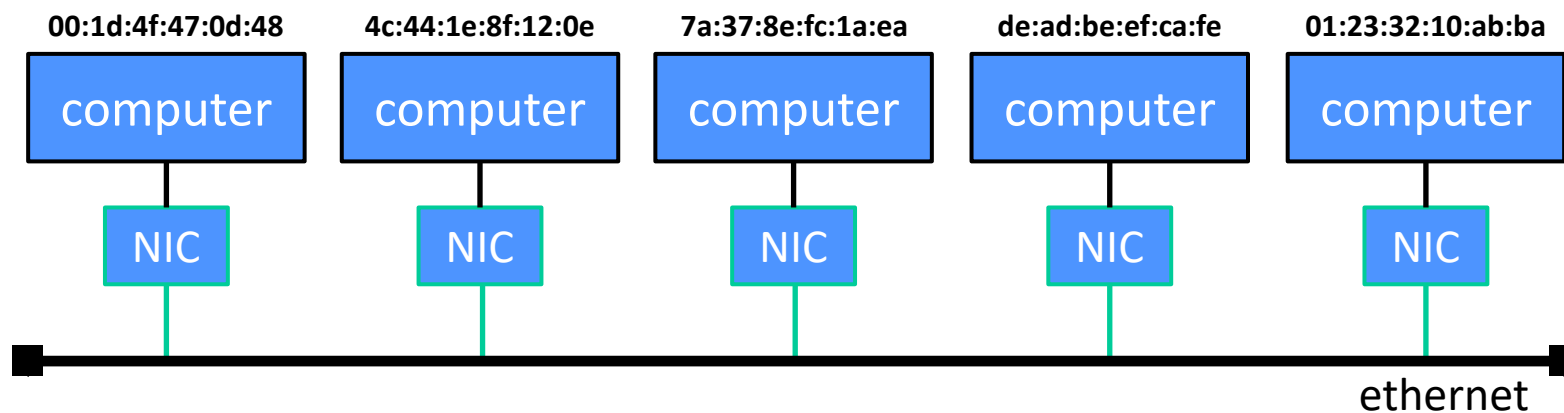 00:1d:4f:47:0d:48 4c:44:1e:8f:12:0e 7a:37:8e:fc:1a:ea de:ad:be:ef:ca:fe 01:23:32:10:ab:ba
computer computer computer computer computer
NIC NIC NIC NIC NIC
ethernet